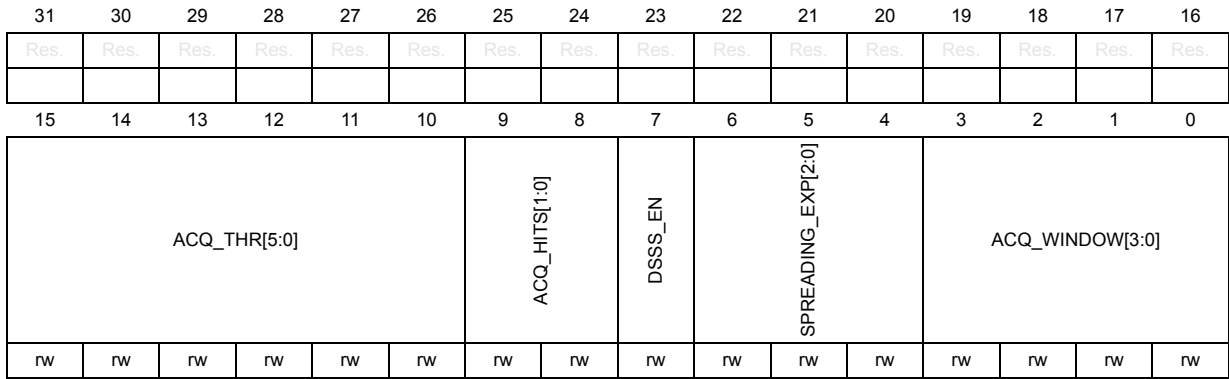 31 30 29 28 27 26 25 24 23 22 21 20 19 18 17 16
Res. Res. Res. Res. Res. Res. Res. Res. Res. Res. Res. Res. Res. Res. Res. Res.
15 14 13 12 11 10 9 8 7 6 5 4 3 2 1 0
ACQ_THR[5:0]
ACQ_HITS[1:0]
DSSS_EN
SPREADING_EXP[2:0]
ACQ_WINDOW[3:0]
rw rw rw rw rw rw rw rw rw rw rw rw rw rw rw rw